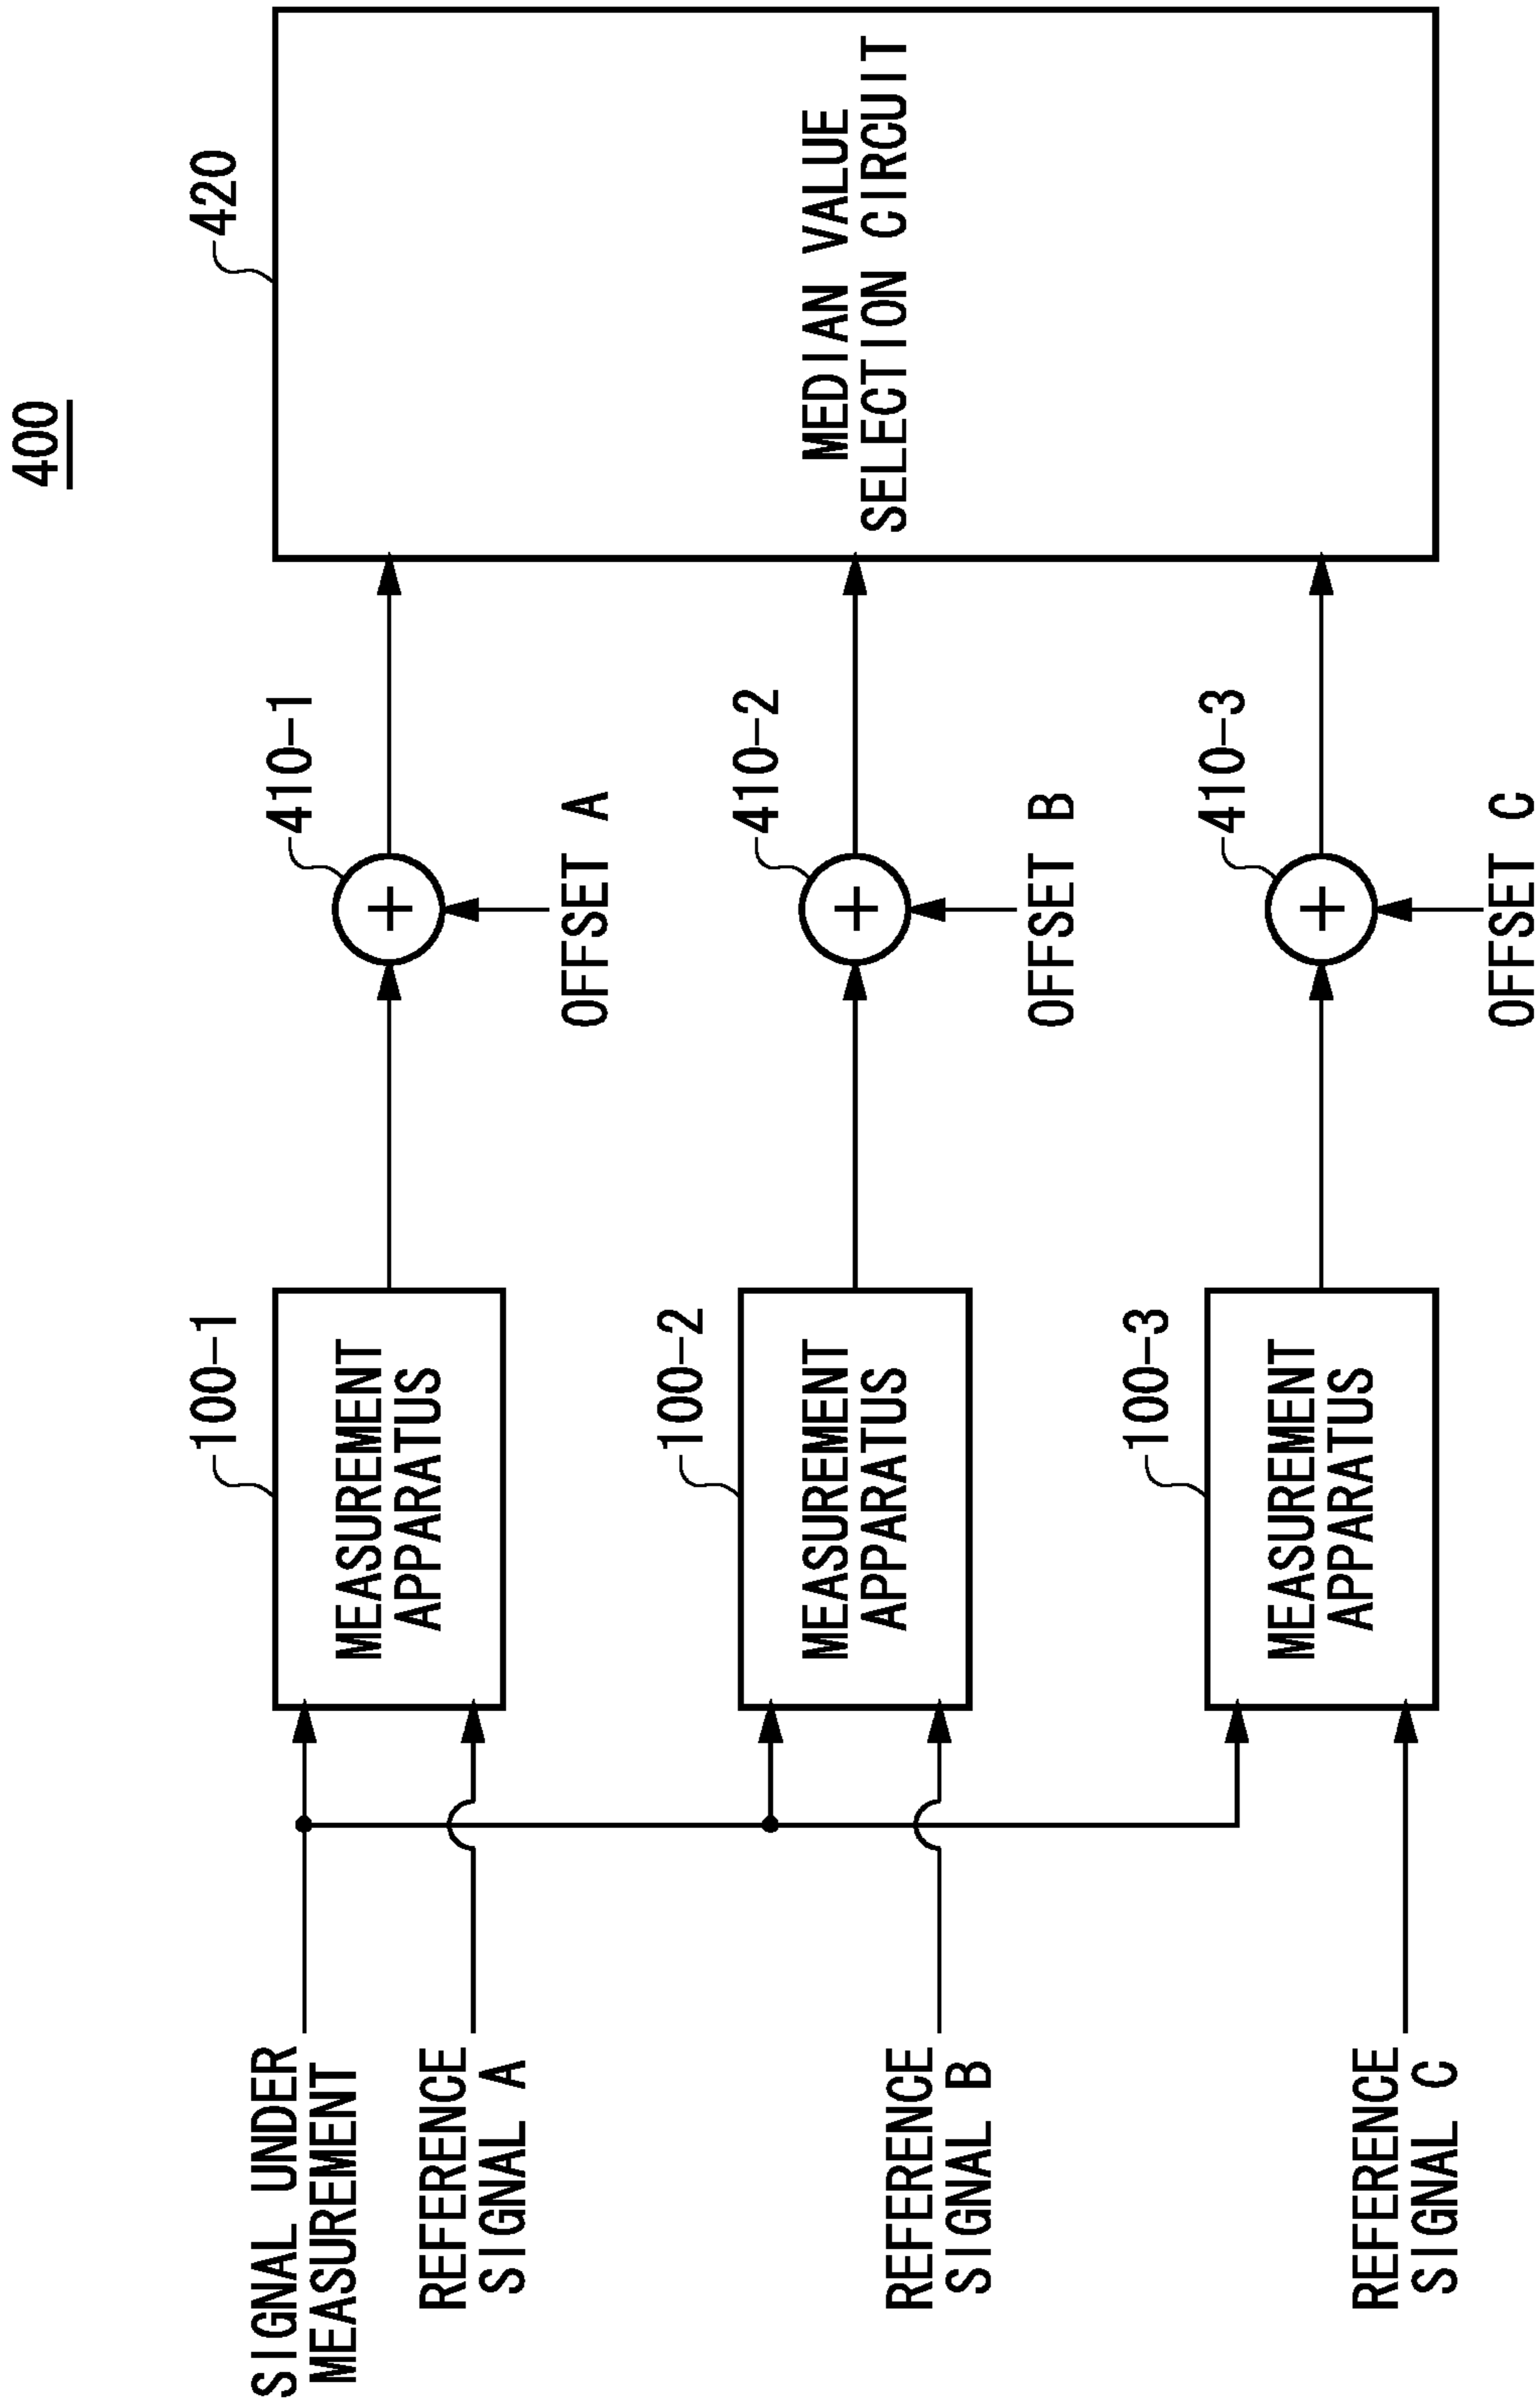 400
SIGNAL UNDER
MEASUREMENT
REFERENCE
SIGNAL A
100-1
MEASUREMENT
APPARATUS
410-1
+
OFFSET A
420
MEDIAN VALUE
SELECTION CIRCUIT
REFERENCE
SIGNAL B
100-2
MEASUREMENT
APPARATUS
410-2
+
OFFSET B
REFERENCE
SIGNAL C
100-3
MEASUREMENT
APPARATUS
410-3
+
OFFSET C